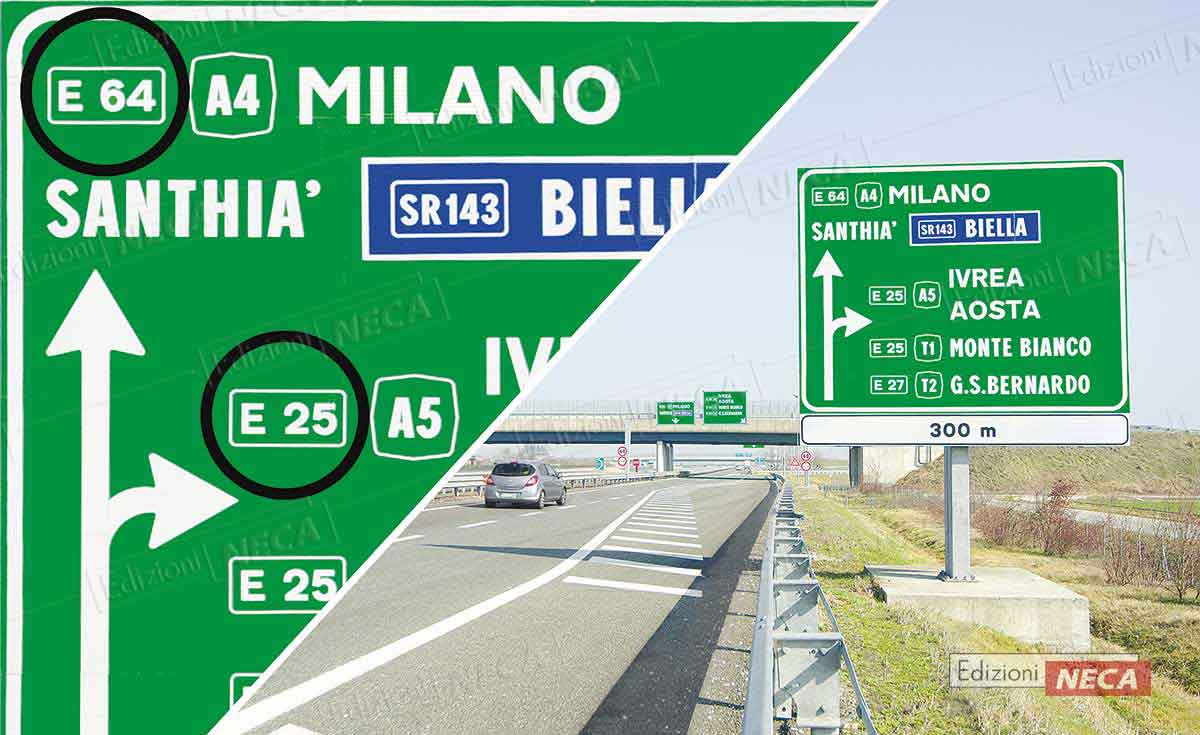 E 64 A4 MILANO
SANTHIA' SR143 BIELL
E 25 A5 IV
E 25
E 64 A4 MILANO
SANTHIA' SR143 BIELLA
E 25 A5 IVREA
AOSTA
E 25 T1 MONTE BIANCO
E 27 T2 G.S.BERNARDO
300 m
Edizioni NECA